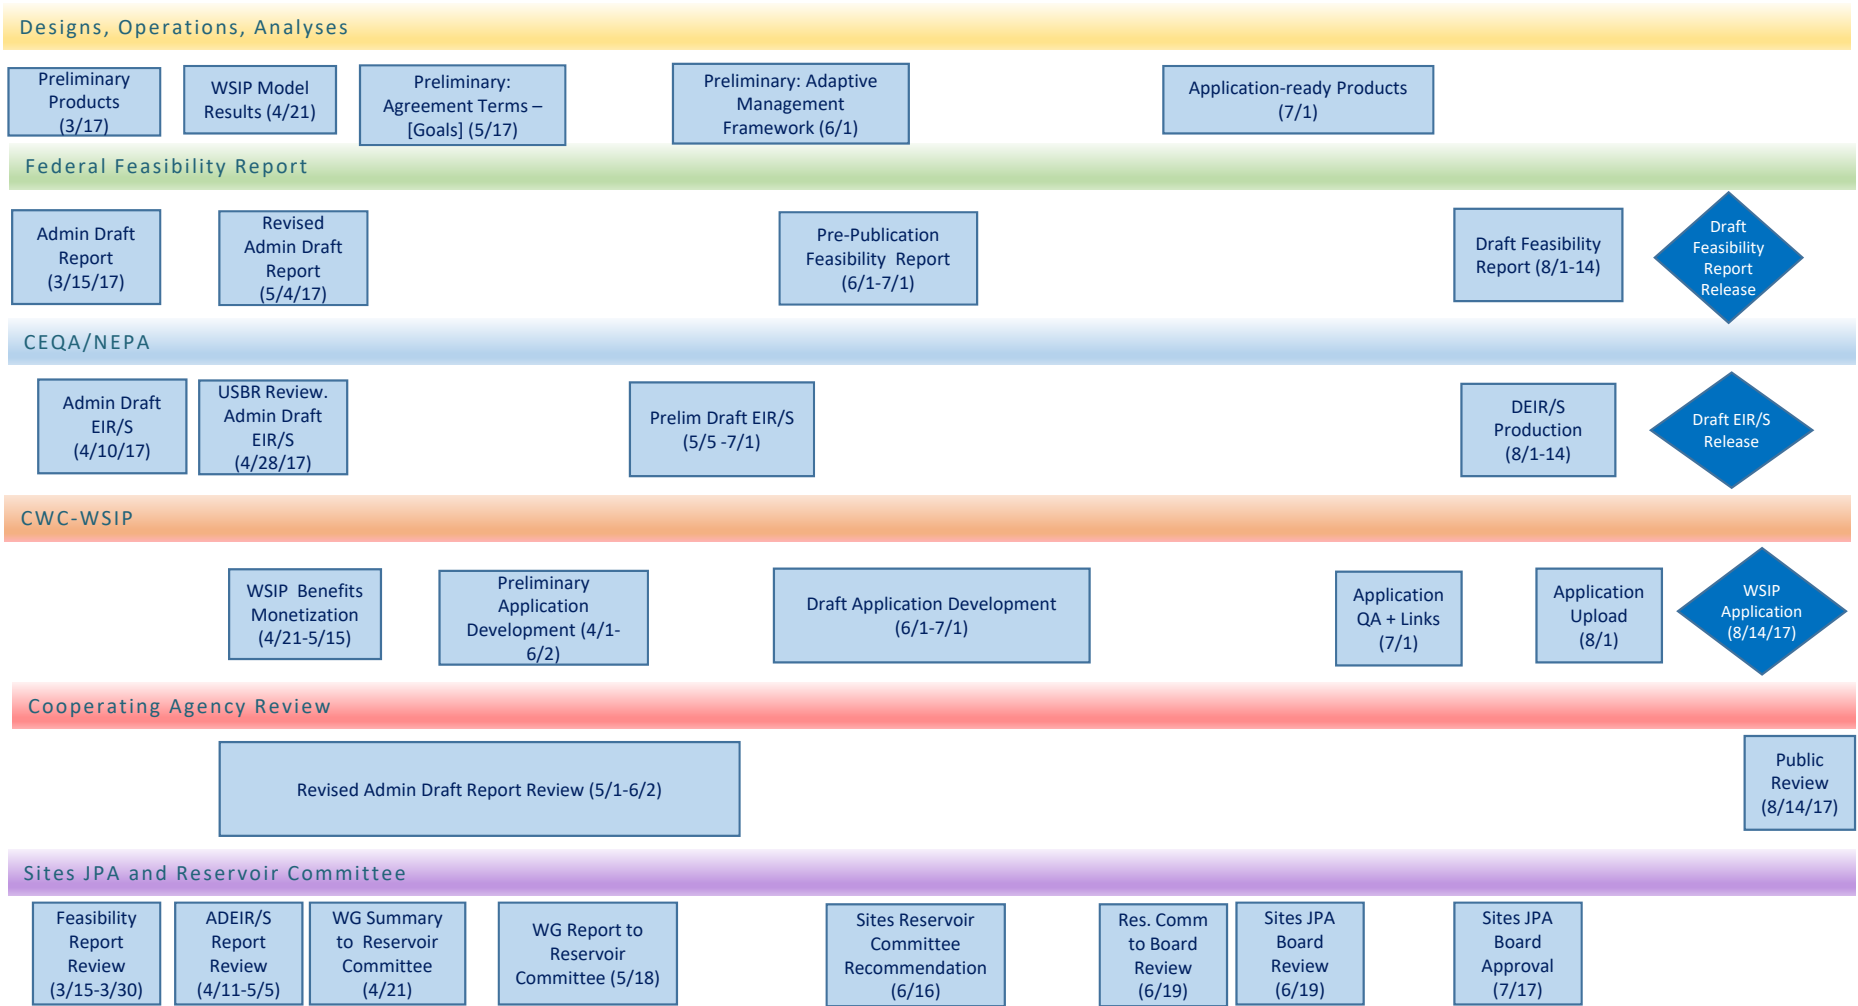 Designs, Operations, Analyses
Preliminary
Products
(3/17)
WSIP Model
Results (4/21)
Preliminary:
Agreement Terms –
[Goals] (5/17)
Preliminary: Adaptive
Management
Framework (6/1)
Application-ready Products
(7/1)
Federal Feasibility Report
Admin Draft
Report
(3/15/17)
Revised
Admin Draft
Report
(5/4/17)
Pre-Publication
Feasibility Report
(6/1-7/1)
Draft Feasibility
Report (8/1-14)
Draft
Feasibility
Report
Release
CEQA/NEPA
Admin Draft
EIR/S
(4/10/17)
USBR Review.
Admin Draft
EIR/S
(4/28/17)
Prelim Draft EIR/S
(5/5 -7/1)
DEIR/S
Production
(8/1-14)
Draft EIR/S
Release
CWC-WSIP
WSIP Benefits
Monetization
(4/21-5/15)
Preliminary
Application
Development (4/1-
6/2)
Draft Application Development
(6/1-7/1)
Application
QA + Links
(7/1)
Application
Upload
(8/1)
WSIP
Application
(8/14/17)
Cooperating Agency Review
Revised Admin Draft Report Review (5/1-6/2)
Public
Review
(8/14/17)
Sites JPA and Reservoir Committee
Feasibility
Report
Review
(3/15-3/30)
ADEIR/S
Report
Review
(4/11-5/5)
WG Summary
to Reservoir
Committee
(4/21)
WG Report to
Reservoir
Committee (5/18)
Sites Reservoir
Committee
Recommendation
(6/16)
Res. Comm
to Board
Review
(6/19)
Sites JPA
Board
Review
(6/19)
Sites JPA
Board
Approval
(7/17)